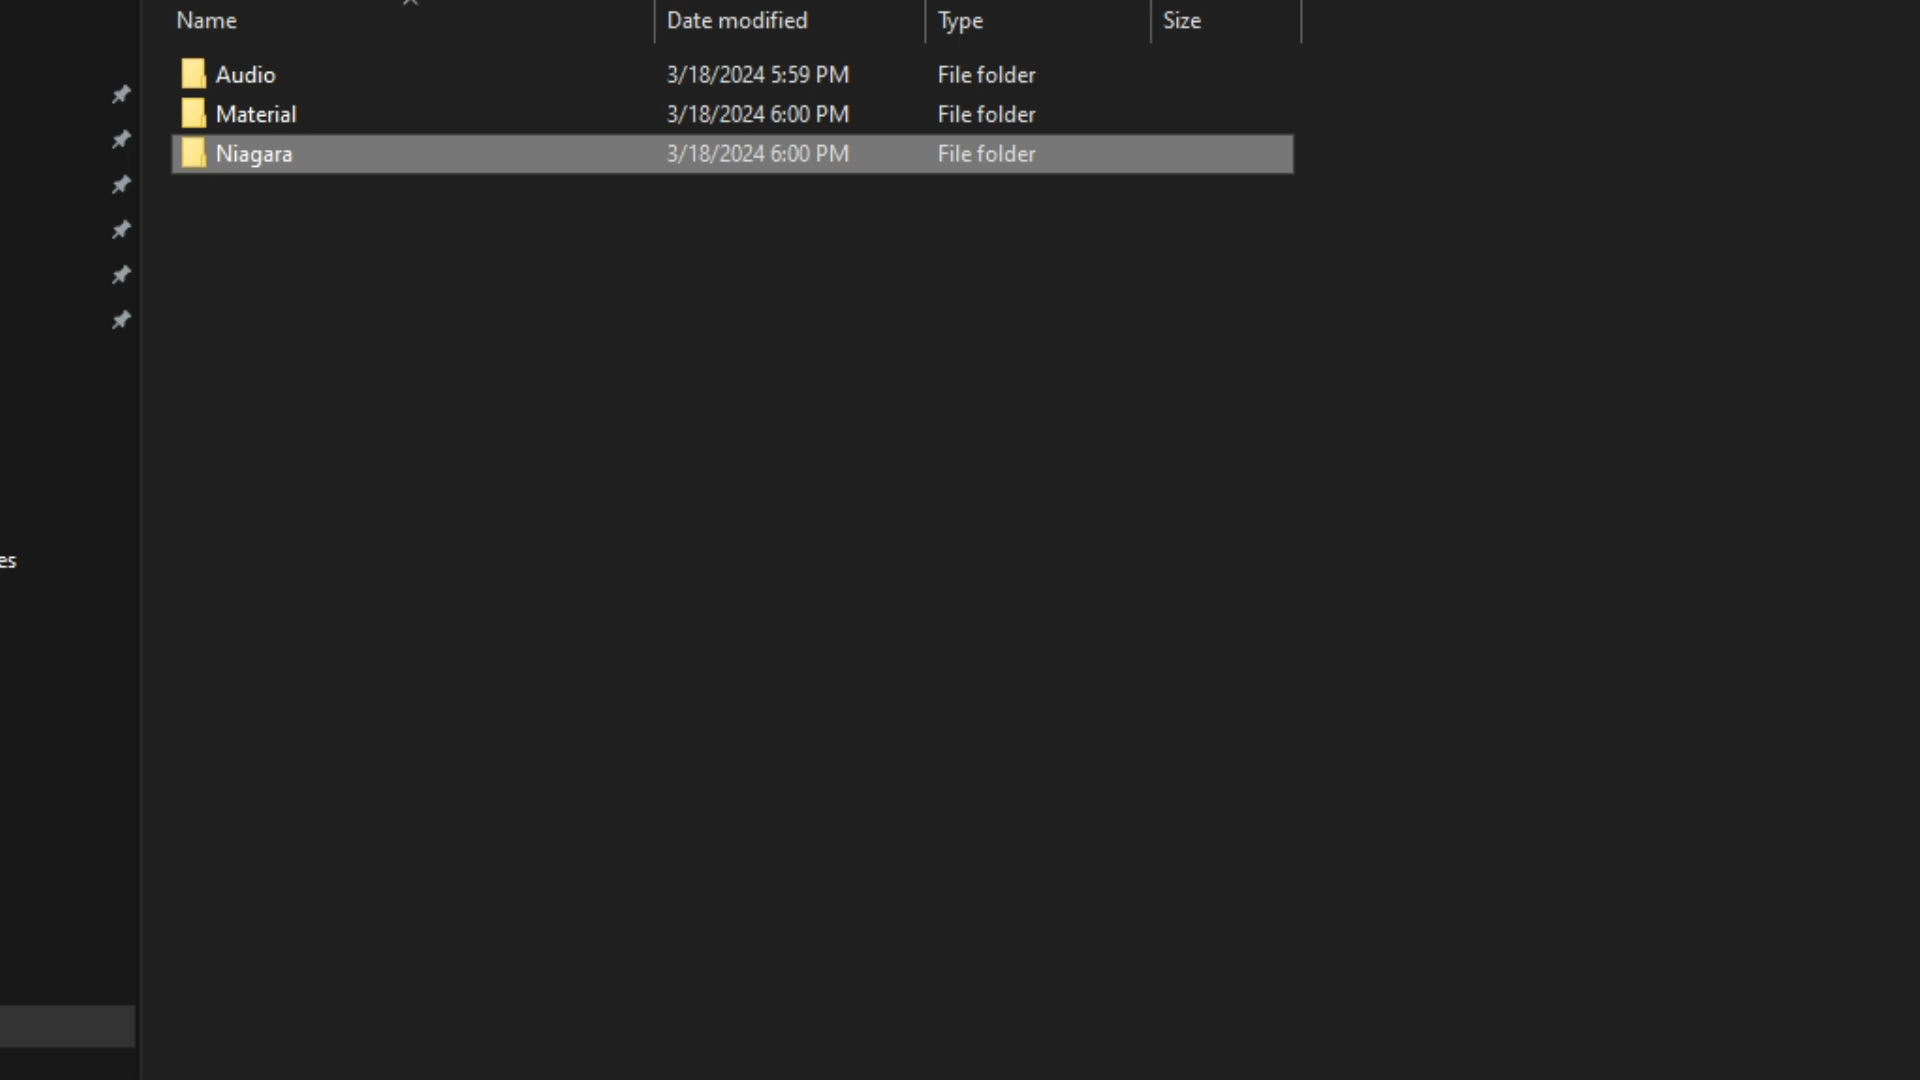 Name Date modified Type Size
Audio 3/18/2024 5:59 PM File folder
Material 3/18/2024 6:00 PM File folder
Niagara 3/18/2024 6:00 PM File folder
es